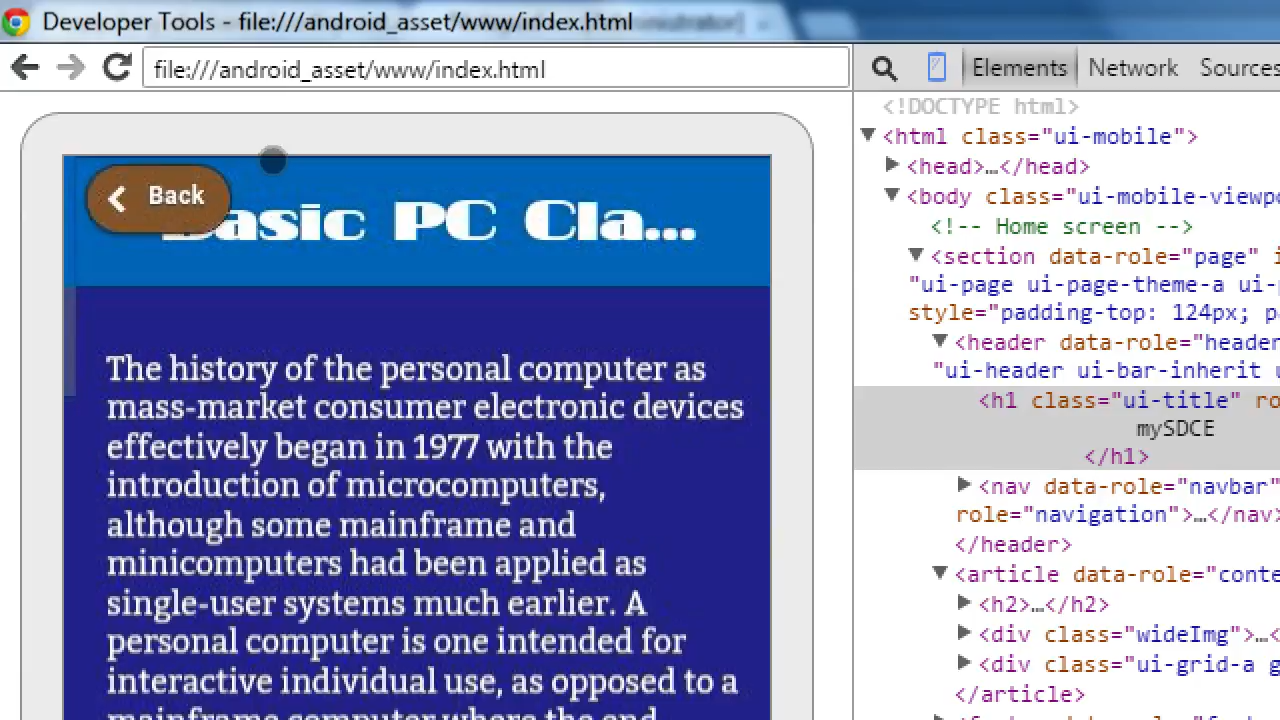 Developer Tools - file:///android_asset/www/index.html
file:///android_asset/www/index.html
Elements Network Sources
Back
Basic PC Cla...
The history of the personal computer as
mass-market consumer electronic devices
effectively began in 1977 with the
introduction of microcomputers,
although some mainframe and
minicomputers had been applied as
single-user systems much earlier. A
personal computer is one intended for
interactive individual use, as opposed to a
mainframe computer where the end
<!DOCTYPE html>
<html class="ui-mobile">
<head>…</head>
<body class="ui-mobile-viewpo
<!-- Home screen -->
<section data-role="page" i
"ui-page ui-page-theme-a ui-p
style="padding-top: 124px; p
<header data-role="header
"ui-header ui-bar-inherit u
<h1 class="ui-title" ro
mySDCE
</h1>
<nav data-role="navbar"
role="navigation">…</nav>
</header>
<article data-role="conte
<h2>…</h2>
<div class="wideImg">…<
<div class="ui-grid-a g
</article>